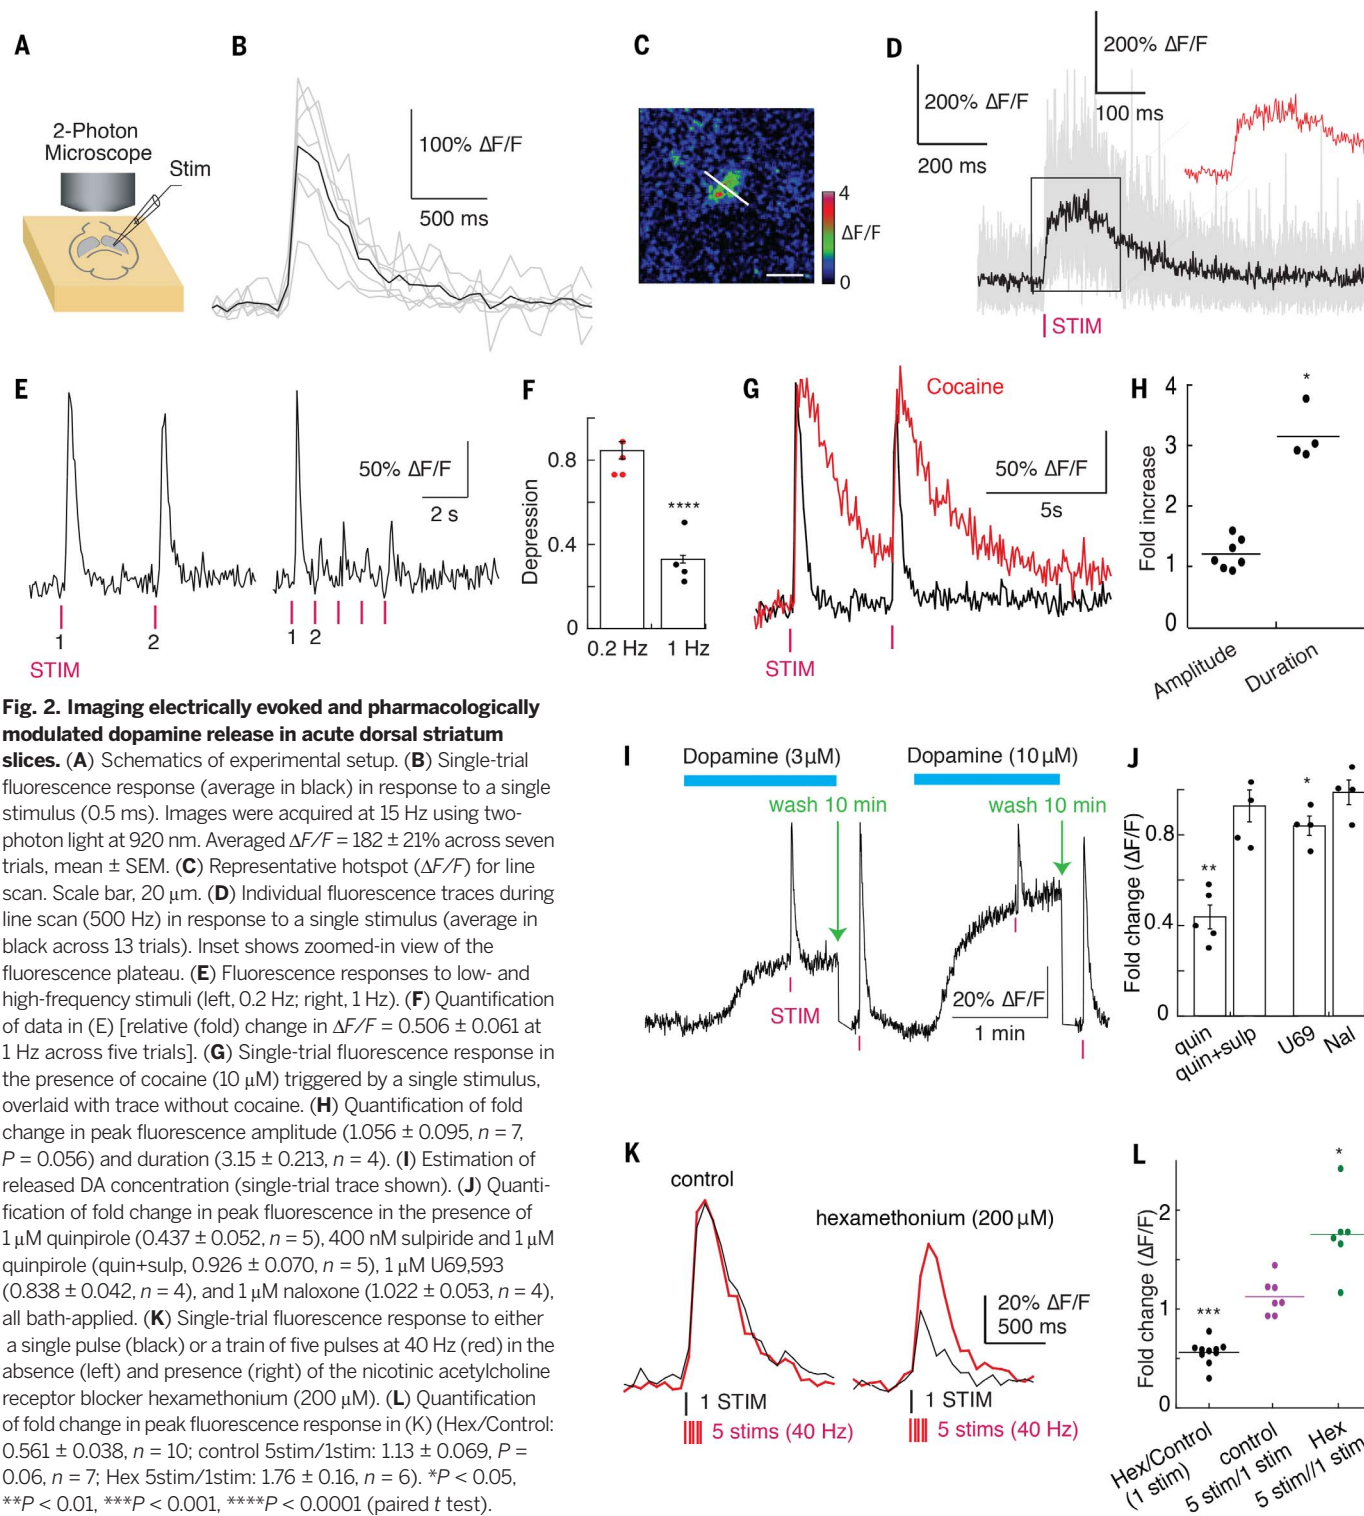 A
2-Photon
Microscope
Stim
B
100% ΔF/F
500 ms
C
4
ΔF/F
0
D
200% ΔF/F
200 ms
200% ΔF/F
100 ms
STIM
E
50% ΔF/F
2 s
1
2
1 2
STIM
F
Depression
0.8
0.4
0
****
0.2 Hz
1 Hz
G
Cocaine
50% ΔF/F
5s
STIM
H
Fold increase
4
3
2
1
0
*
Amplitude
Duration
Fig. 2. Imaging electrically evoked and pharmacologically
modulated dopamine release in acute dorsal striatum
slices. (A) Schematics of experimental setup. (B) Single-trial
fluorescence response (average in black) in response to a single
stimulus (0.5 ms). Images were acquired at 15 Hz using two-
photon light at 920 nm. Averaged ΔF/F = 182 ± 21% across seven
trials, mean ± SEM. (C) Representative hotspot (ΔF/F) for line
scan. Scale bar, 20 μm. (D) Individual fluorescence traces during
line scan (500 Hz) in response to a single stimulus (average in
black across 13 trials). Inset shows zoomed-in view of the
fluorescence plateau. (E) Fluorescence responses to low- and
high-frequency stimuli (left, 0.2 Hz; right, 1 Hz). (F) Quantification
of data in (E) [relative (fold) change in ΔF/F = 0.506 ± 0.061 at
1 Hz across five trials]. (G) Single-trial fluorescence response in
the presence of cocaine (10 μM) triggered by a single stimulus,
overlaid with trace without cocaine. (H) Quantification of fold
change in peak fluorescence amplitude (1.056 ± 0.095, n = 7,
P = 0.056) and duration (3.15 ± 0.213, n = 4). (I) Estimation of
released DA concentration (single-trial trace shown). (J) Quanti-
fication of fold change in peak fluorescence in the presence of
1 μM quinpirole (0.437 ± 0.052, n = 5), 400 nM sulpiride and 1 μM
quinpirole (quin+sulp, 0.926 ± 0.070, n = 5), 1 μM U69,593
(0.838 ± 0.042, n = 4), and 1 μM naloxone (1.022 ± 0.053, n = 4),
all bath-applied. (K) Single-trial fluorescence response to either
a single pulse (black) or a train of five pulses at 40 Hz (red) in the
absence (left) and presence (right) of the nicotinic acetylcholine
receptor blocker hexamethonium (200 μM). (L) Quantification
of fold change in peak fluorescence response in (K) (Hex/Control:
0.561 ± 0.038, n = 10; control 5stim/1stim: 1.13 ± 0.069, P =
0.06, n = 7; Hex 5stim/1stim: 1.76 ± 0.16, n = 6). *P < 0.05,
**P < 0.01, ***P < 0.001, ****P < 0.0001 (paired t test).
I
Dopamine (3 μM)
Dopamine (10 μM)
wash 10 min
wash 10 min
STIM
20% ΔF/F
1 min
J
Fold change (ΔF/F)
0.8
0.4
0
**
*
quin
quin+sulp
U69
Nal
K
control
hexamethonium (200 μM)
20% ΔF/F
500 ms
1 STIM
5 stims (40 Hz)
1 STIM
5 stims (40 Hz)
L
Fold change (ΔF/F)
2
1
0
***
*
Hex/Control
(1 stim)
control
5 stim/1 stim
Hex
5 stim//1 stim